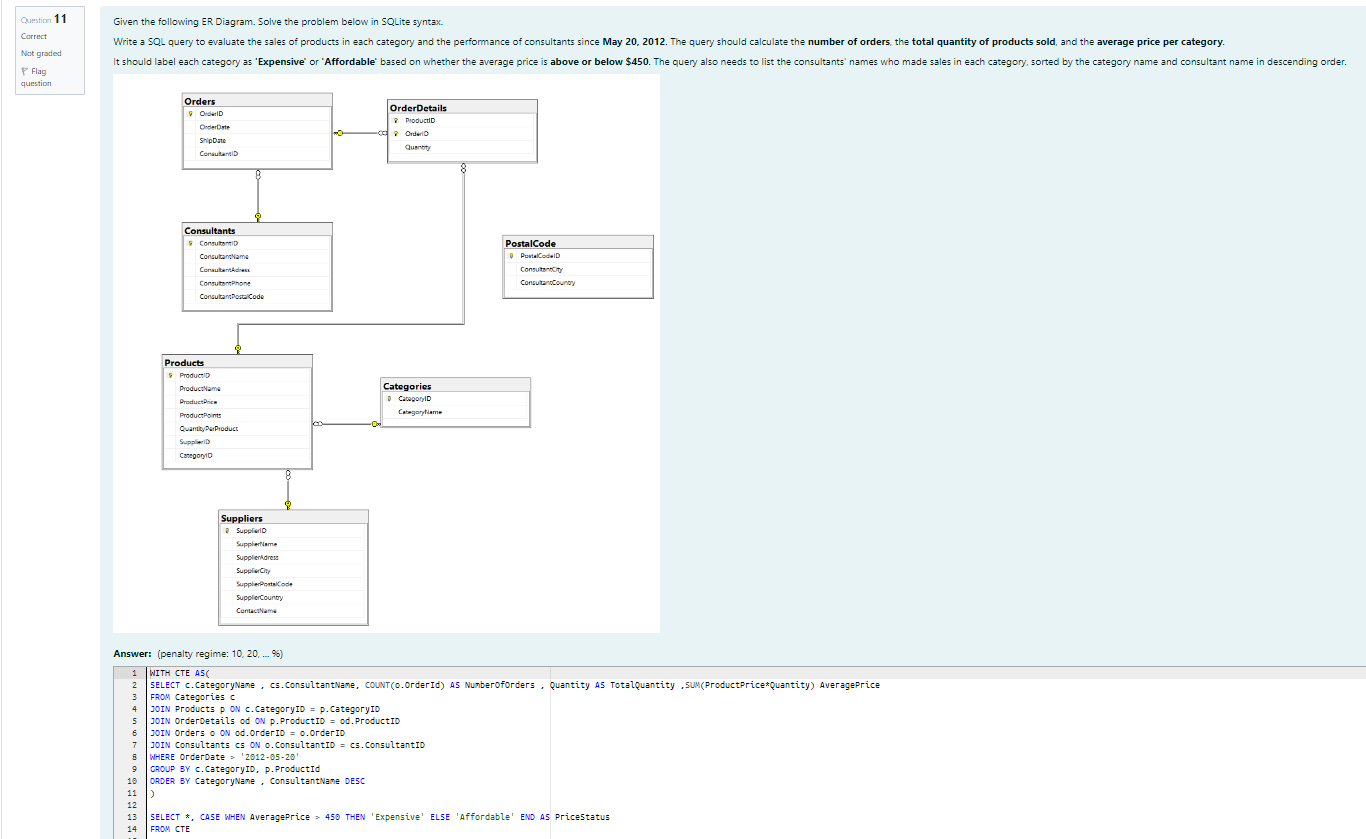 Question 11
Correct
Not graded
Flag
question
Given the following ER Diagram. Solve the problem below in SQLite syntax.
Write a SQL query to evaluate the sales of products in each category and the performance of consultants since May 20, 2012. The query should calculate the number of orders, the total quantity of products sold, and the average price per category.
It should label each category as 'Expensive' or 'Affordable' based on whether the average price is above or below $450. The query also needs to list the consultants' names who made sales in each category, sorted by the category name and consultant name in descending order.
Orders
OrderID
OrderDate
ShipDate
ConsultantID
OrderDetails
ProductID
OrderID
Quantity
Consultants
ConsultantID
ConsultantName
ConsultantAdress
ConsultantPhone
ConsultantPostalCode
PostalCode
PostalCodeID
ConsultantCity
ConsultantCountry
Products
ProductID
ProductName
ProductPrice
ProductPoints
QuantityPerProduct
SupplierID
CategoryID
Categories
CategoryID
CategoryName
Suppliers
SupplierID
SupplierName
SupplierAdress
SupplierCity
SupplierPostalCode
SupplierCountry
ContactName
Answer: (penalty regime: 10, 20, ... %)
1 WITH CTE AS(
2 SELECT c.CategoryName , cs.ConsultantName, COUNT(o.OrderId) AS NumberOfOrders , Quantity AS TotalQuantity ,SUM(ProductPrice*Quantity) AveragePrice
3 FROM Categories c
4 JOIN Products p ON c.CategoryID = p.CategoryID
5 JOIN OrderDetails od ON p.ProductID = od.ProductID
6 JOIN Orders o ON od.OrderID = o.OrderID
7 JOIN Consultants cs ON o.ConsultantID = cs.ConsultantID
8 WHERE OrderDate > '2012-05-20'
9 GROUP BY c.CategoryID, p.ProductId
10 ORDER BY CategoryName , ConsultantName DESC
11 )
12
13 SELECT *, CASE WHEN AveragePrice > 450 THEN 'Expensive' ELSE 'Affordable' END AS PriceStatus
14 FROM CTE